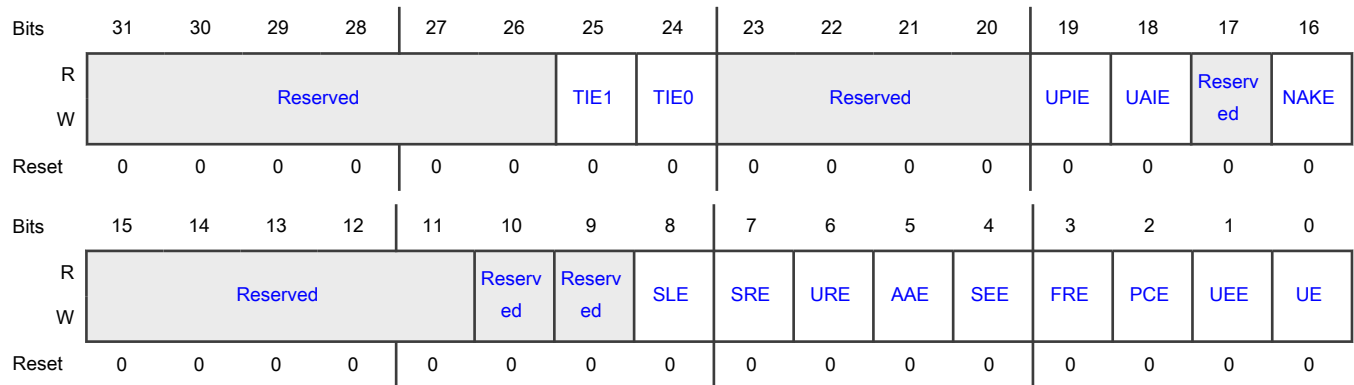 Bits 31 30 29 28 27 26 25 24 23 22 21 20 19 18 17 16
R
Reserved TIE1 TIE0 Reserved UPIE UAIE Reserv ed NAKE
W
Reset 0 0 0 0 0 0 0 0 0 0 0 0 0 0 0 0
Bits 15 14 13 12 11 10 9 8 7 6 5 4 3 2 1 0
R
Reserved Reserv ed Reserv ed SLE SRE URE AAE SEE FRE PCE UEE UE
W
Reset 0 0 0 0 0 0 0 0 0 0 0 0 0 0 0 0